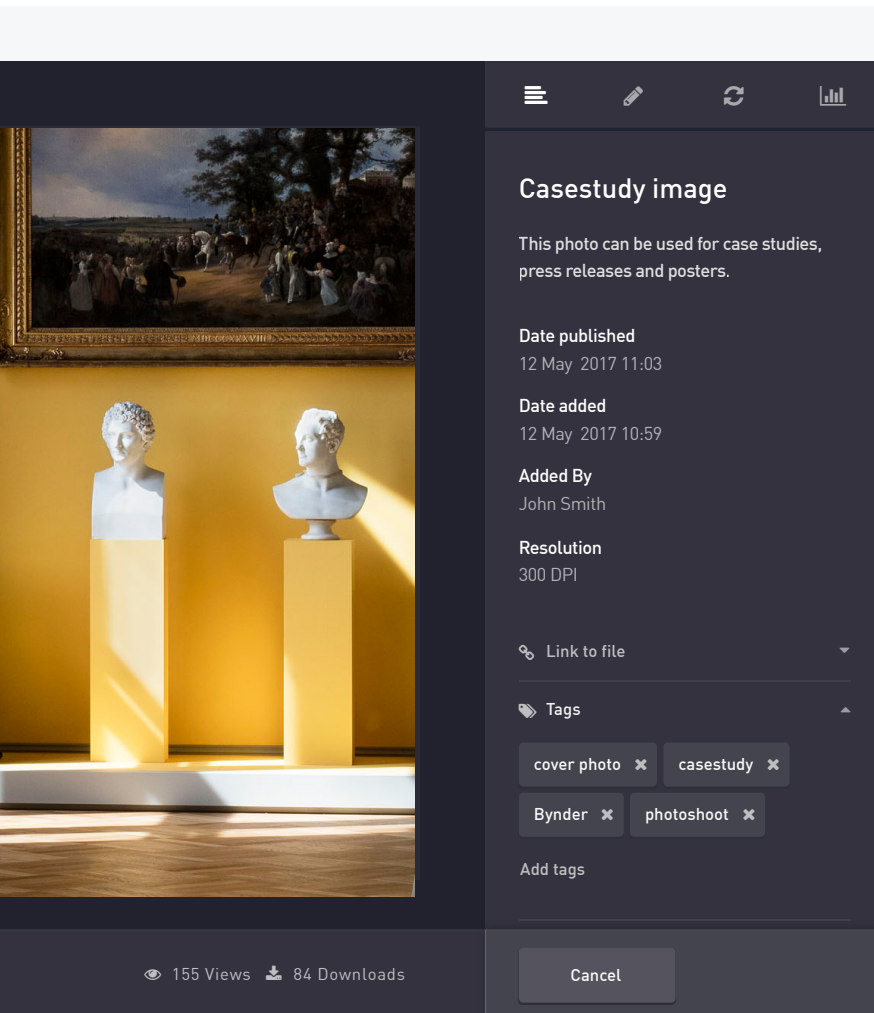 Casestudy image
This photo can be used for case studies,
press releases and posters.
Date published
12 May 2017 11:03
Date added
12 May 2017 10:59
Added By
John Smith
Resolution
300 DPI
Link to file
Tags
cover photo
casestudy
Bynder
photoshoot
Add tags
155 Views
84 Downloads
Cancel